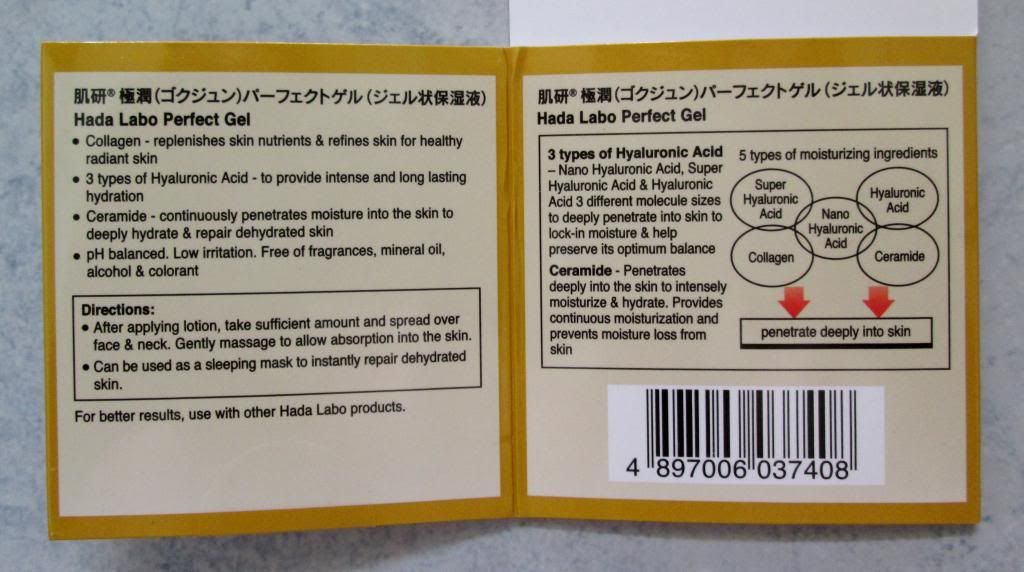 肌研® 極潤(ゴクジュン)パーフェクトゲル(ジェル状保湿液)
Hada Labo Perfect Gel
• Collagen - replenishes skin nutrients & refines skin for healthy
radiant skin
• 3 types of Hyaluronic Acid - to provide intense and long lasting
hydration
• Ceramide - continuously penetrates moisture into the skin to
deeply hydrate & repair dehydrated skin
• pH balanced. Low irritation. Free of fragrances, mineral oil,
alcohol & colorant
Directions:
• After applying lotion, take sufficient amount and spread over
face & neck. Gently massage to allow absorption into the skin.
• Can be used as a sleeping mask to instantly repair dehydrated
skin.
For better results, use with other Hada Labo products.
肌研® 極潤(ゴクジュン)パーフェクトゲル(ジェル状保湿液)
Hada Labo Perfect Gel
3 types of Hyaluronic Acid
– Nano Hyaluronic Acid, Super
Hyaluronic Acid & Hyaluronic
Acid 3 different molecule sizes
to deeply penetrate into skin to
lock-in moisture & help
preserve its optimum balance
Ceramide - Penetrates
deeply into the skin to intensely
moisturize & hydrate. Provides
continuous moisturization and
prevents moisture loss from
skin
5 types of moisturizing ingredients
Super
Hyaluronic
Acid
Hyaluronic
Acid
Nano
Hyaluronic
Acid
Collagen
Ceramide
penetrate deeply into skin
4 897006 037408